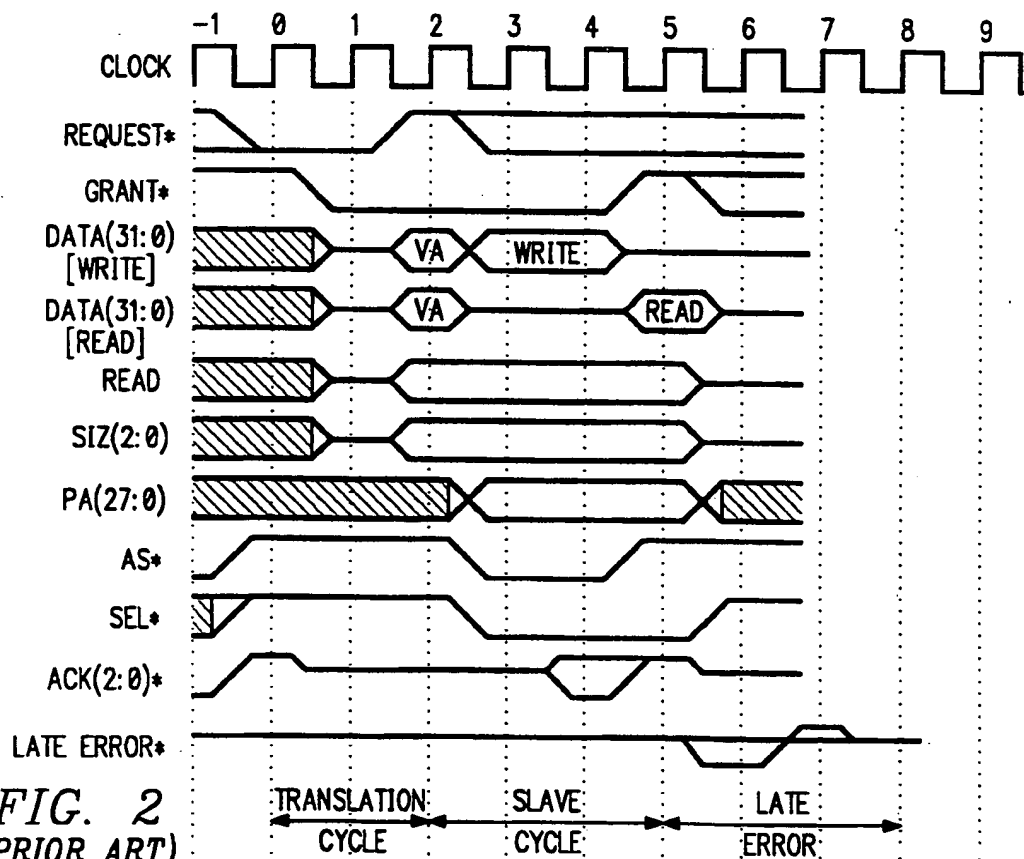 -1 0 1 2 3 4 5 6 7 8 9
CLOCK
REQUEST*
GRANT*
DATA(31:0)
[WRITE]
VA WRITE
DATA(31:0)
[READ]
VA READ
READ
SIZ(2:0)
PA(27:0)
AS*
SEL*
ACK(2:0)*
LATE ERROR*
TRANSLATION CYCLE
SLAVE CYCLE
LATE ERROR
FIG. 2
PRIOR ART)